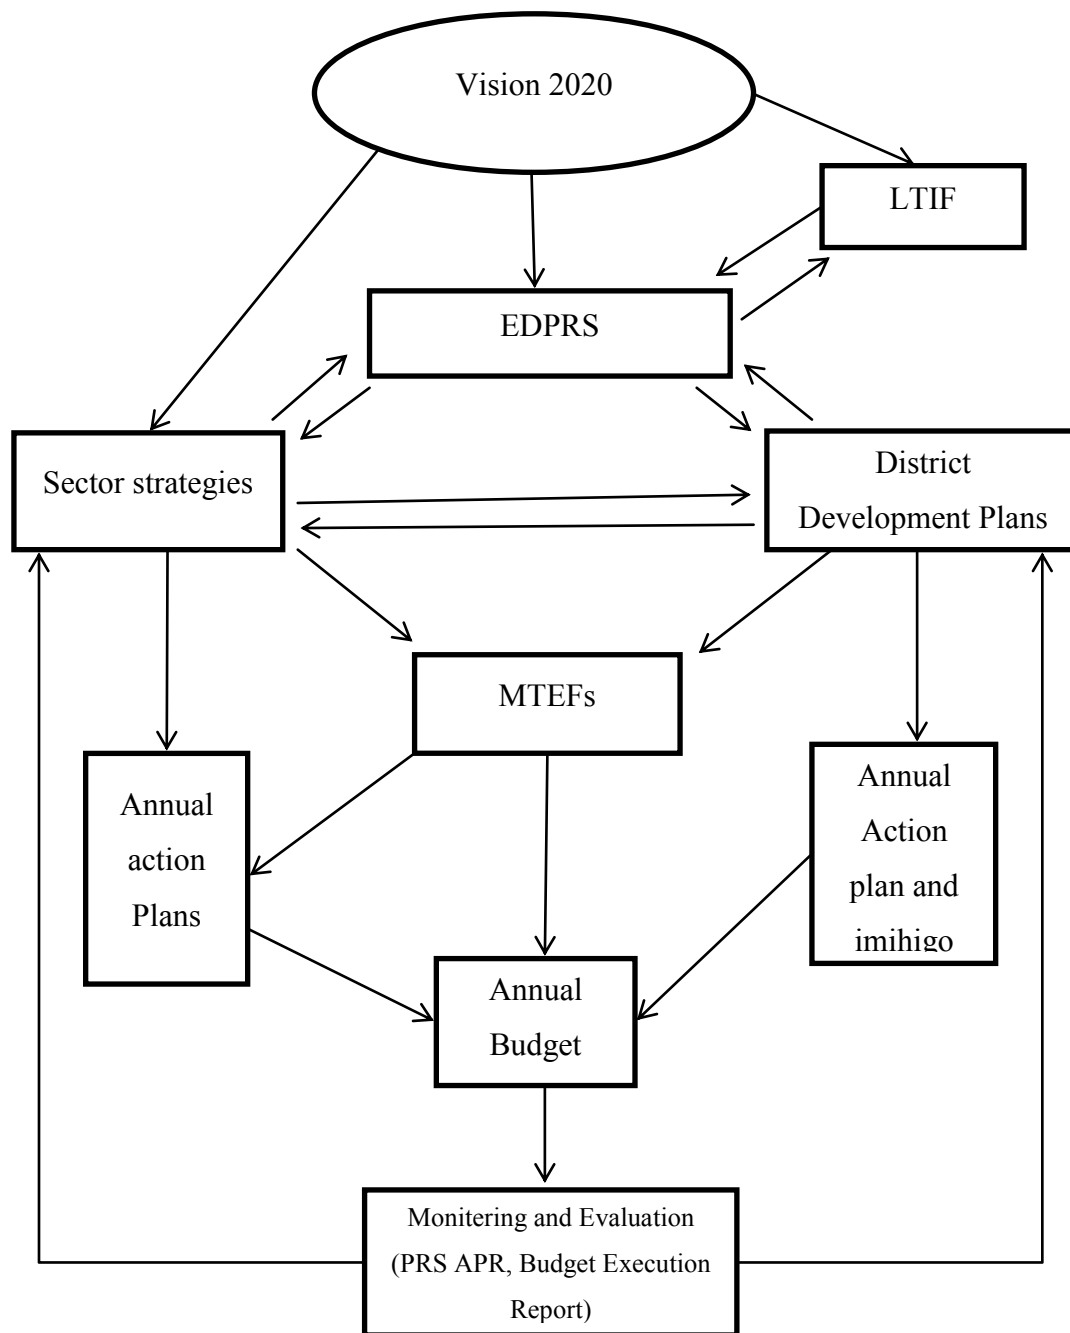 Vision 2020
LTIF
EDPRS
Sector strategies
District
Development Plans
MTEFs
Annual
action
Plans
Annual
Action
plan and
imihigo
Annual
Budget
Monitering and Evaluation
(PRS APR, Budget Execution
Report)